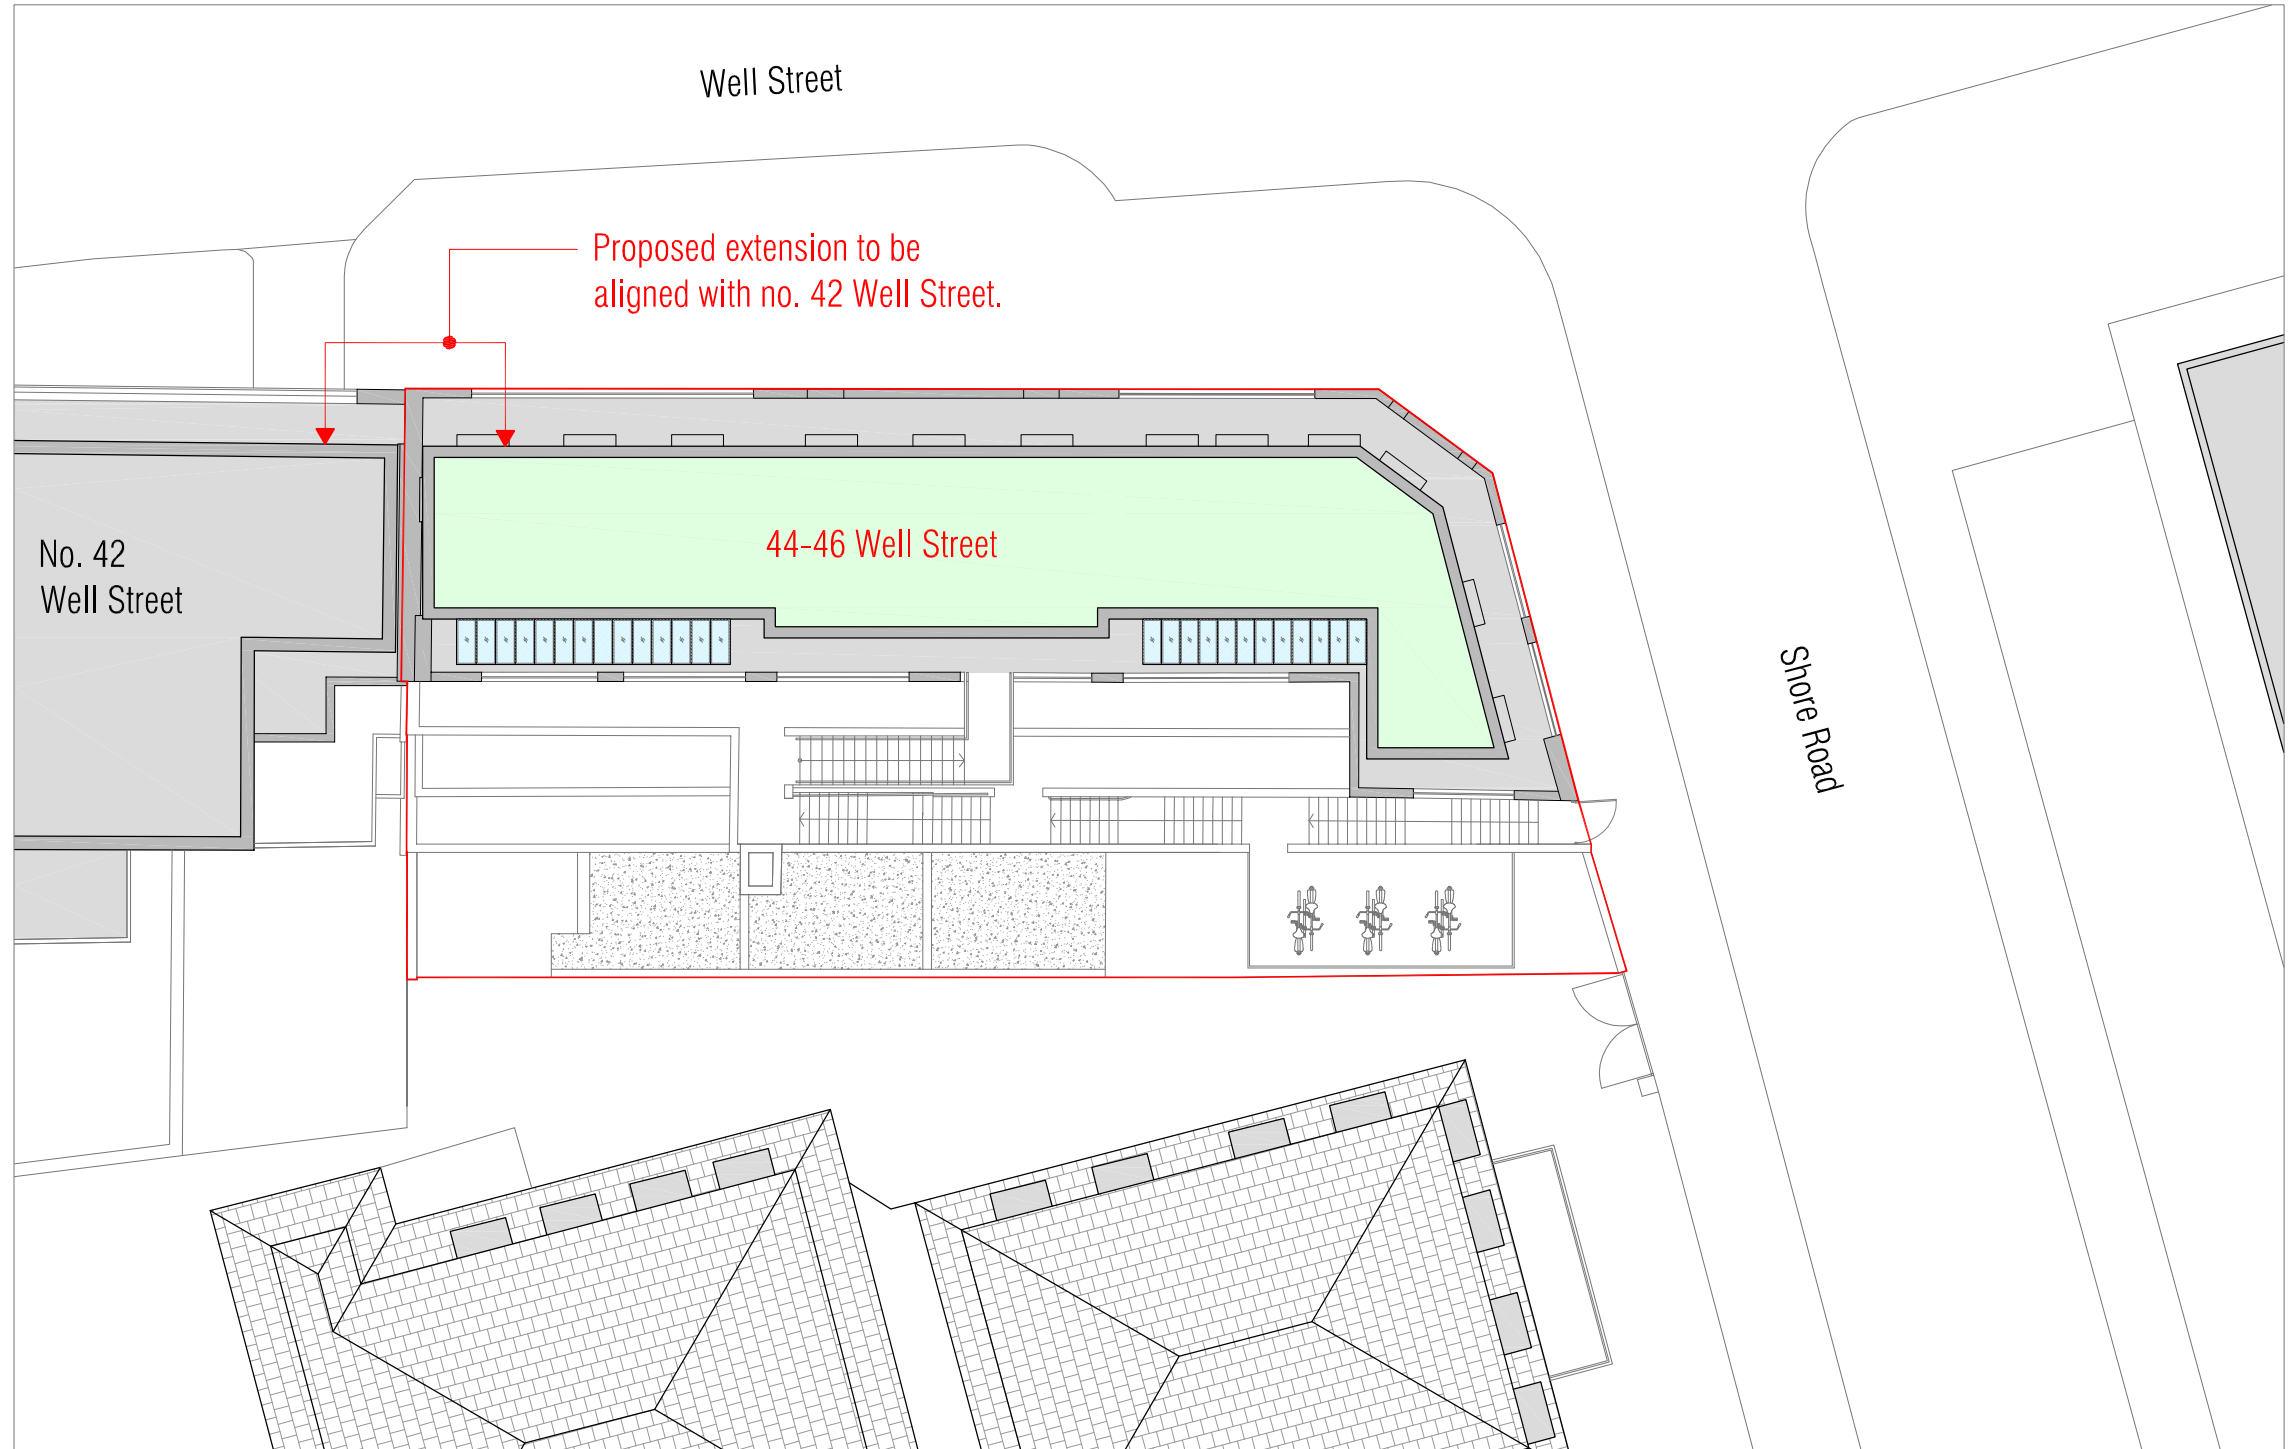 Well Street
Proposed extension to be
aligned with no. 42 Well Street.
44-46 Well Street
No. 42
Well Street
Shore Road